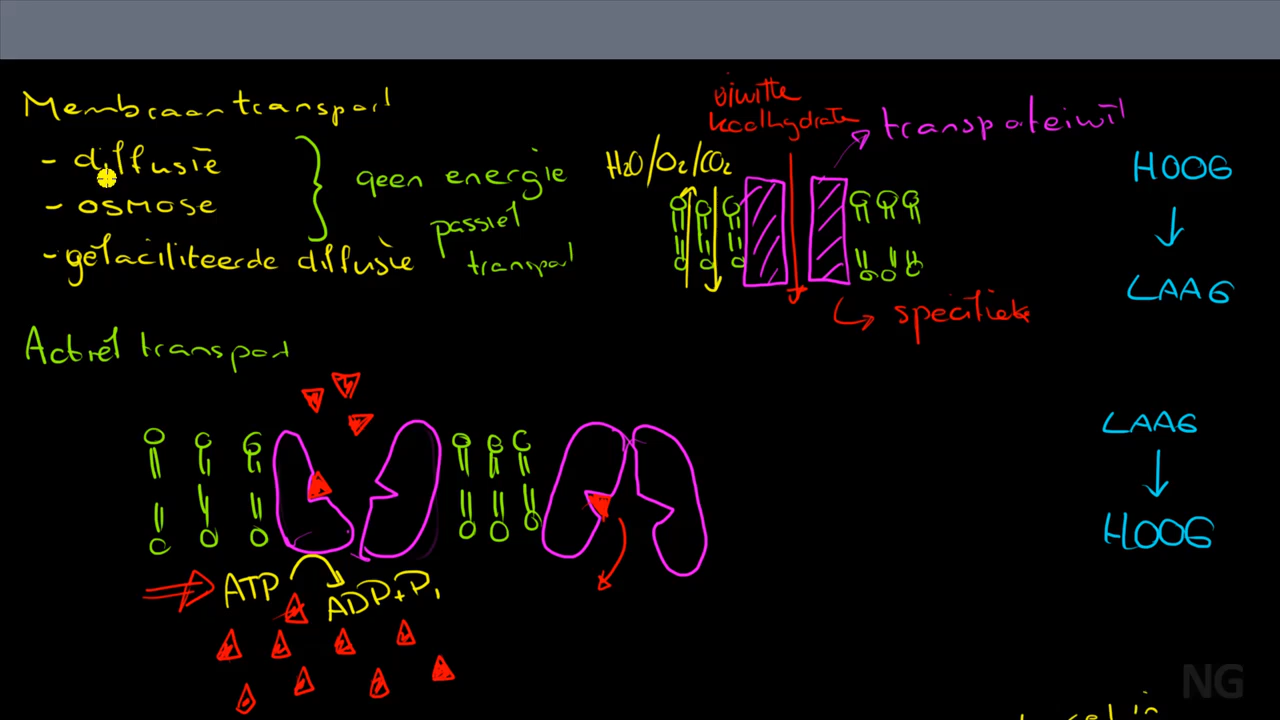 Membraantransport
- diffusie
- osmose
- gefaciliteerde diffusie
geen energie
passief
transport
H2O/O2/CO2
eiwitten
koolhydraten
transporteiwit
specifiek
HOOG
LAAG
Actief transport
LAAG
HOOG
ATP
ADP+Pi
NG
in